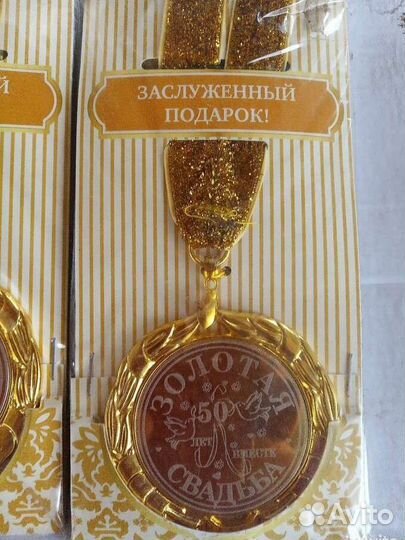 ЗАСЛУЖЕННЫЙ
ПОДАРОК!
Й
ЗОЛОТАЯ
50
ЛЕТ ВМЕСТЕ
СВАДЬБА
Avito